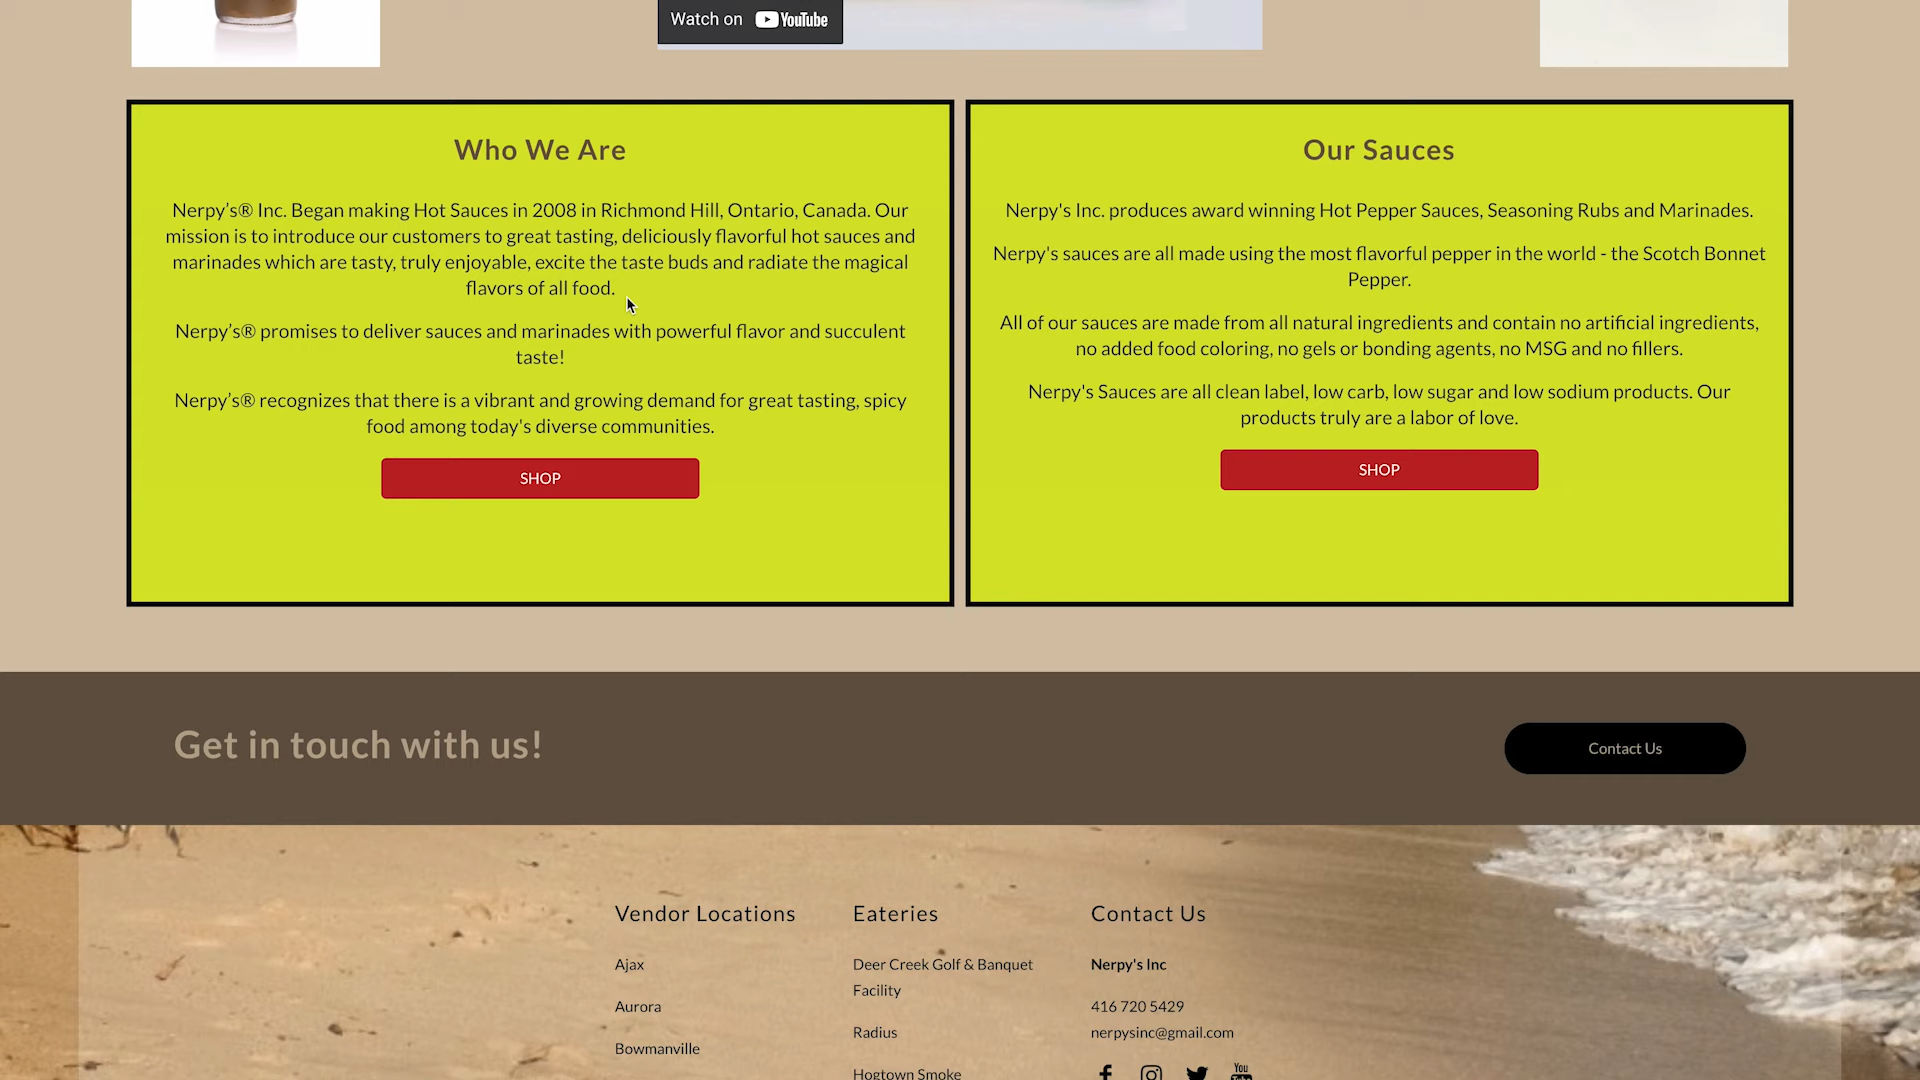 Watch on YouTube
Who We Are
Nerpy’s® Inc. Began making Hot Sauces in 2008 in Richmond Hill, Ontario, Canada. Our
mission is to introduce our customers to great tasting, deliciously flavorful hot sauces and
marinades which are tasty, truly enjoyable, excite the taste buds and radiate the magical
flavors of all food.
Nerpy’s® promises to deliver sauces and marinades with powerful flavor and succulent
taste!
Nerpy’s® recognizes that there is a vibrant and growing demand for great tasting, spicy
food among today's diverse communities.
SHOP
Our Sauces
Nerpy's Inc. produces award winning Hot Pepper Sauces, Seasoning Rubs and Marinades.
Nerpy's sauces are all made using the most flavorful pepper in the world - the Scotch Bonnet
Pepper.
All of our sauces are made from all natural ingredients and contain no artificial ingredients,
no added food coloring, no gels or bonding agents, no MSG and no fillers.
Nerpy's Sauces are all clean label, low carb, low sugar and low sodium products. Our
products truly are a labor of love.
SHOP
Get in touch with us!
Contact Us
Vendor Locations
Ajax
Aurora
Bowmanville
Eateries
Deer Creek Golf & Banquet
Facility
Radius
Hogtown Smoke
Contact Us
Nerpy's Inc
416 720 5429
nerpysinc@gmail.com
You